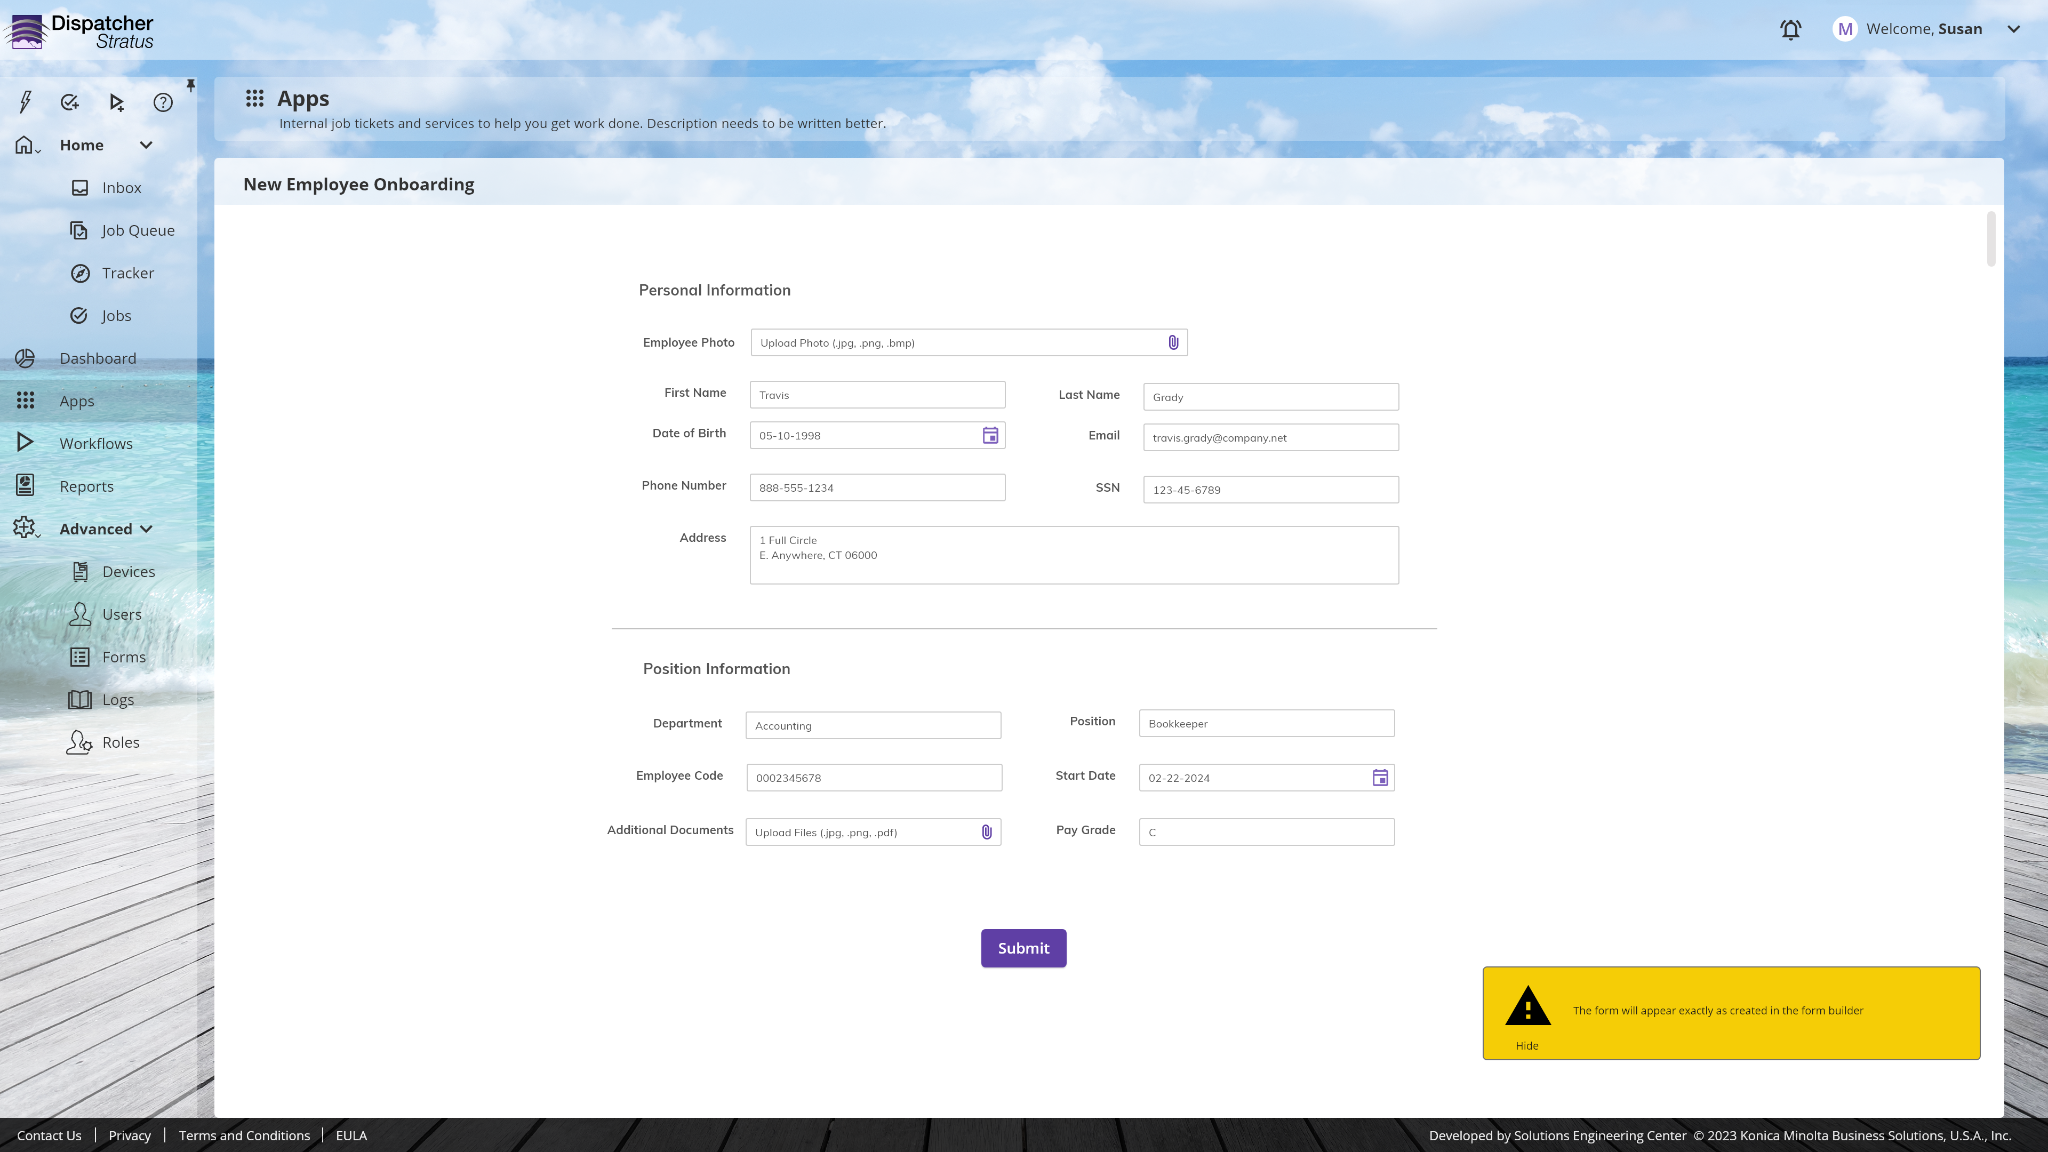 Dispatcher
Stratus
M Welcome, Susan
Apps
Internal job tickets and services to help you get work done. Description needs to be written better.
Home
Inbox
Job Queue
Tracker
Jobs
Dashboard
Apps
Workflows
Reports
Advanced
Devices
Users
Forms
Logs
Roles
New Employee Onboarding
Personal Information
Employee Photo Upload Photo (.jpg, .png, .bmp)
First Name Travis Last Name Grady
Date of Birth 05-10-1998 Email travis.grady@company.net
Phone Number 888-555-1234 SSN 123-45-6789
Address 1 Full Circle
E. Anywhere, CT 06000
Position Information
Department Accounting Position Bookkeeper
Employee Code 0002345678 Start Date 02-22-2024
Additional Documents Upload Files (.jpg, .png, .pdf) Pay Grade C
Submit
The form will appear exactly as created in the form builder
Hide
Contact Us | Privacy | Terms and Conditions | EULA
Developed by Solutions Engineering Center © 2023 Konica Minolta Business Solutions, U.S.A., Inc.